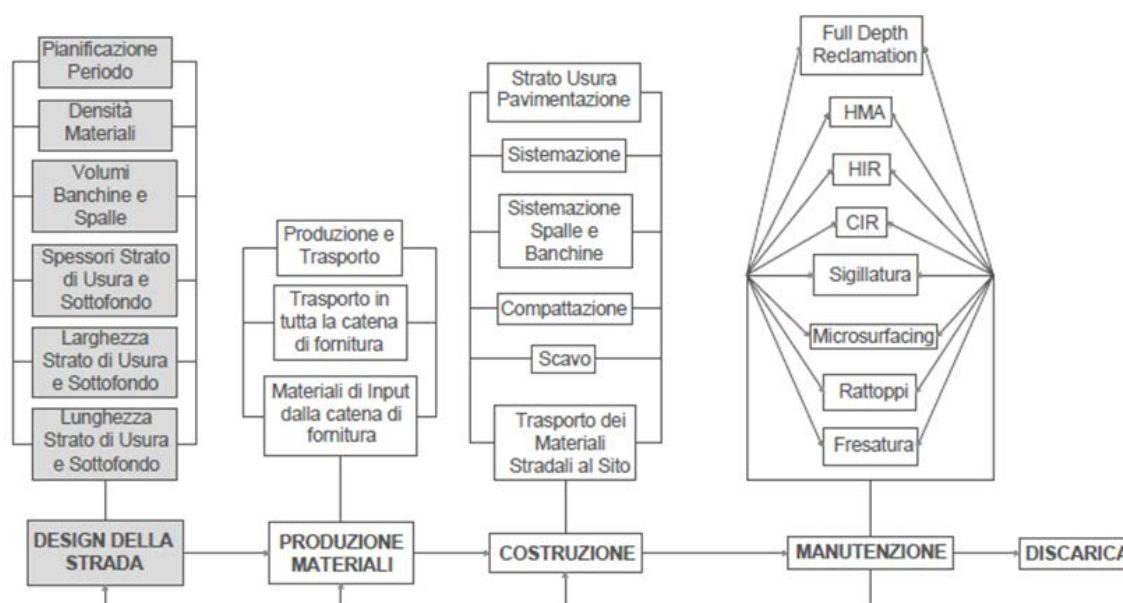 Pianificazione
Periodo
Densità
Materiali
Volumi
Banchine e
Spalle
Spessori Strato
di Usura e
Sottofondo
Larghezza
Strato di Usura
e Sottofondo
Lunghezza
Strato di Usura
e Sottofondo
DESIGN DELLA
STRADA
Produzione e
Trasporto
Trasporto in
tutta la catena
di fornitura
Materiali di Input
dalla catena di
fornitura
PRODUZIONE
MATERIALI
Strato Usura
Pavimentazione
Sistemazione
Sistemazione
Spalle e
Banchine
Compattazione
Scavo
Trasporto dei
Materiali
Stradali al Sito
COSTRUZIONE
Full Depth
Reclamation
HMA
HIR
CIR
Sigillatura
Microsurfacing
Rattoppi
Fresatura
MANUTENZIONE
DISCARICA